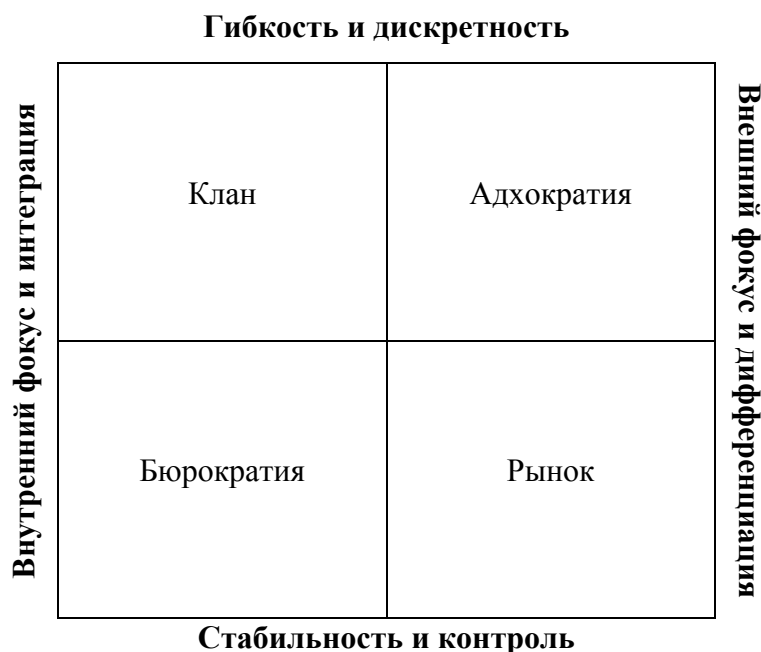 Гибкость и дискретность
Внутренний фокус и интеграция
Клан
Адхократия
Внешний фокус и дифференциация
Бюрократия
Рынок
Стабильность и контроль